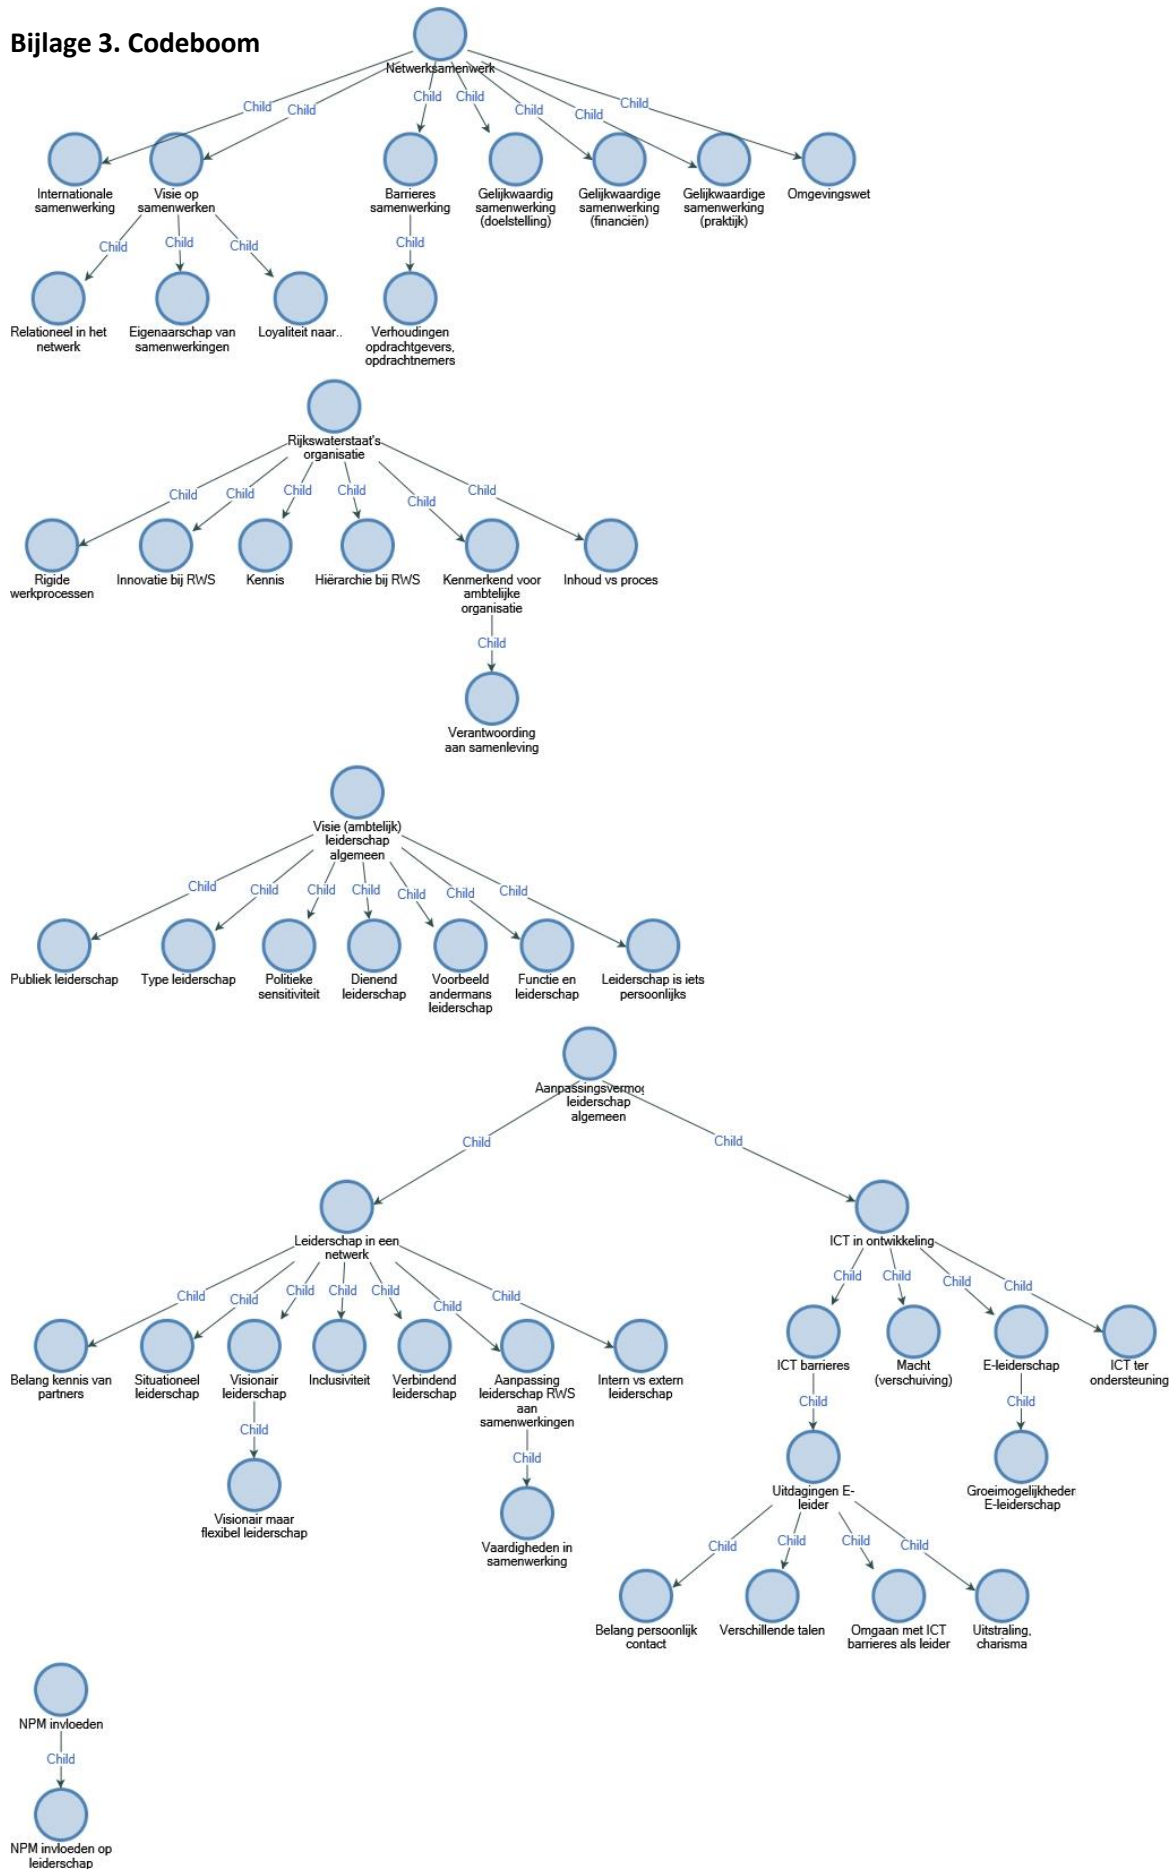 Bijlage 3. Codeboom
Netwerksamenwerk
Child
Child
Child
Child
Child
Child
Child
Internationale
samenwerking
Visie op
samenwerken
Barrieres
samenwerking
Gelijkwaardig
samenwerking
(doelstelling)
Gelijkwaardige
samenwerking
(financiën)
Gelijkwaardige
samenwerking
(praktijk)
Omgevingswet
Child
Child
Child
Child
Relationeel in het
netwerk
Eigenaarschap van
samenwerkingen
Loyaliteit naar..
Verhoudingen
opdrachtgevers,
opdrachtnemers
Rijkswaterstaat's
organisatie
Child
Child
Child
Child
Child
Child
Rigide
werkprocessen
Innovatie bij RWS
Kennis
Hiërarchie bij RWS
Kenmerkend voor
ambtelijke
organisatie
Inhoud vs proces
Child
Verantwoording
aan samenleving
Visie (ambtelijk)
leiderschap
algemeen
Child
Child
Child
Child
Child
Child
Child
Publiek leiderschap
Type leiderschap
Politieke
sensitiviteit
Dienend
leiderschap
Voorbeeld
andermans
leiderschap
Functie en
leiderschap
Leiderschap is iets
persoonlijks
Aanpassingsvermog
leiderschap
algemeen
Child
Child
Leiderschap in een
netwerk
ICT in ontwikkeling
Child
Child
Child
Child
Child
Child
Child
Child
Child
Child
Child
Belang kennis van
partners
Situationeel
leiderschap
Visionair
leiderschap
Inclusiviteit
Verbindend
leiderschap
Aanpassing
leiderschap RWS
aan
samenwerkingen
Intern vs extern
leiderschap
ICT barrieres
Macht
(verschuiving)
E-leiderschap
ICT ter
ondersteuning
Child
Child
Child
Child
Visionair maar
flexibel leiderschap
Vaardigheden in
samenwerking
Uitdagingen E-
leider
Groeimogelijkheden
E-leiderschap
Child
Child
Child
Child
Belang persoonlijk
contact
Verschillende talen
Omgaan met ICT
barrieres als leider
Uitstraling,
charisma
NPM invloeden
Child
NPM invloeden op
leiderschap